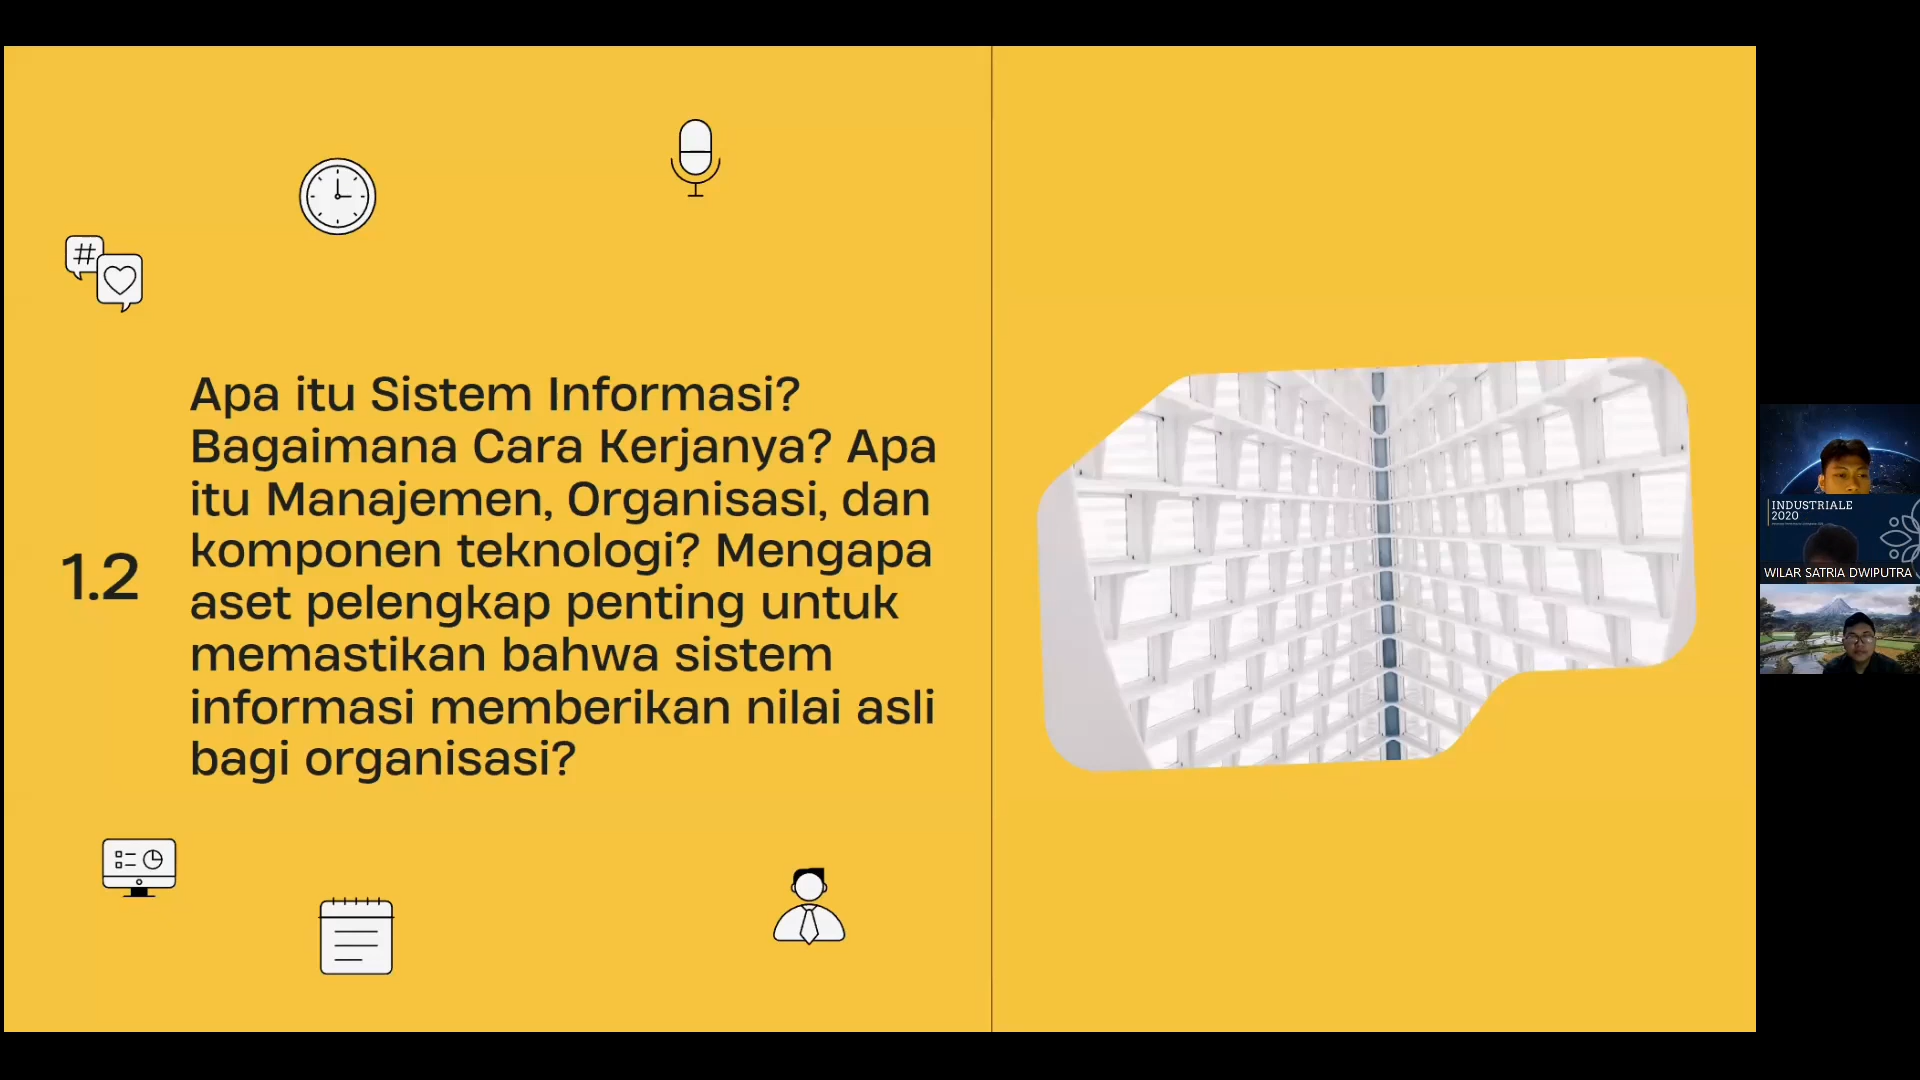 1.2
Apa itu Sistem Informasi?
Bagaimana Cara Kerjanya? Apa
itu Manajemen, Organisasi, dan
komponen teknologi? Mengapa
aset pelengkap penting untuk
memastikan bahwa sistem
informasi memberikan nilai asli
bagi organisasi?
#
INDUSTRIALE
2020
WILAR SATRIA DWIPUTRA